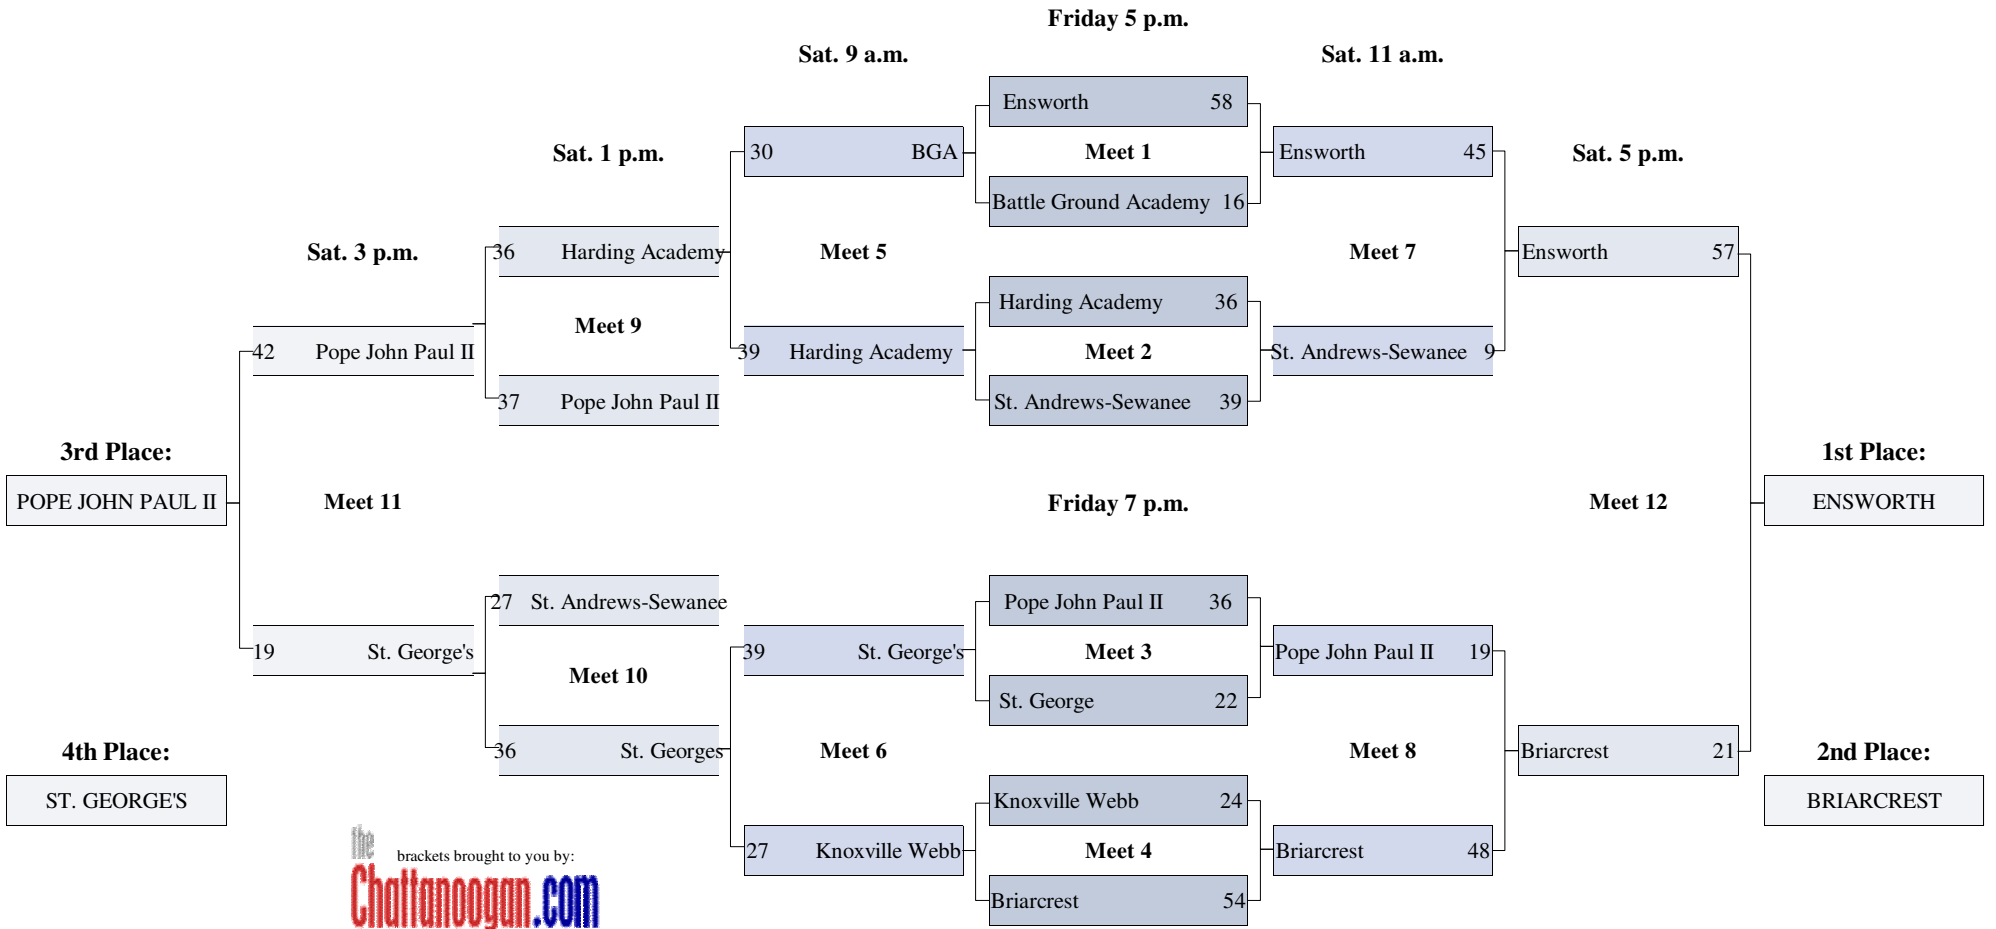 Friday 5 p.m.
Sat. 9 a.m.
Sat. 11 a.m.
Ensworth 58
Sat. 1 p.m.
30 BGA
Meet 1
Ensworth 45
Sat. 5 p.m.
Battle Ground Academy 16
Sat. 3 p.m.
36 Harding Academy
Meet 5
Meet 7
Ensworth 57
Harding Academy 36
Meet 9
42 Pope John Paul II
39 Harding Academy
Meet 2
St. Andrews-Sewanee 9
37 Pope John Paul II
St. Andrews-Sewanee 39
3rd Place:
1st Place:
POPE JOHN PAUL II
Meet 11
Friday 7 p.m.
Meet 12
ENSWORTH
27 St. Andrews-Sewanee
Pope John Paul II 36
19 St. George's
39 St. George's
Meet 3
Pope John Paul II 19
Meet 10
St. George 22
4th Place:
36 St. Georges
Meet 6
Meet 8
Briarcrest 21
2nd Place:
ST. GEORGE'S
Knoxville Webb 24
BRIARCREST
the
brackets brought to you by:
27 Knoxville Webb
Meet 4
Briarcrest 48
Chattanoogan.com
Briarcrest 54